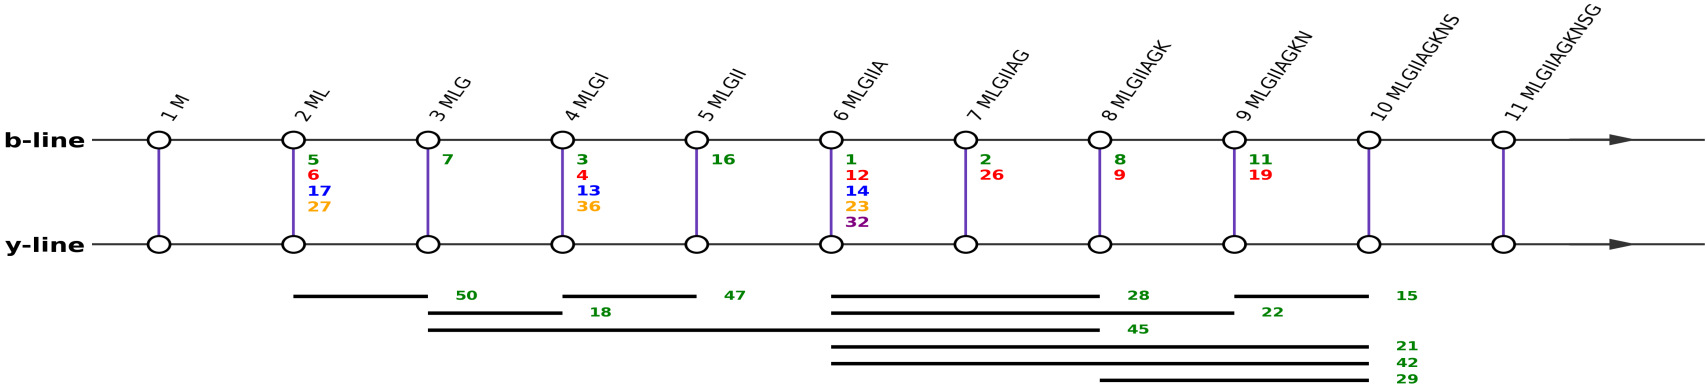 1 M
2 ML
3 MLG
4 MLGI
5 MLGII
6 MLGIIA
7 MLGIIAG
8 MLGIIAGK
9 MLGIIAGKN
10 MLGIIAGKNS
11 MLGIIAGKNSG
b-line
5 7 3 16 1 2 8 11
6 4 12 26 9 19
17 13 14
27 36 23
32
y-line
50 47 28 15
18 22
45
21
42
29